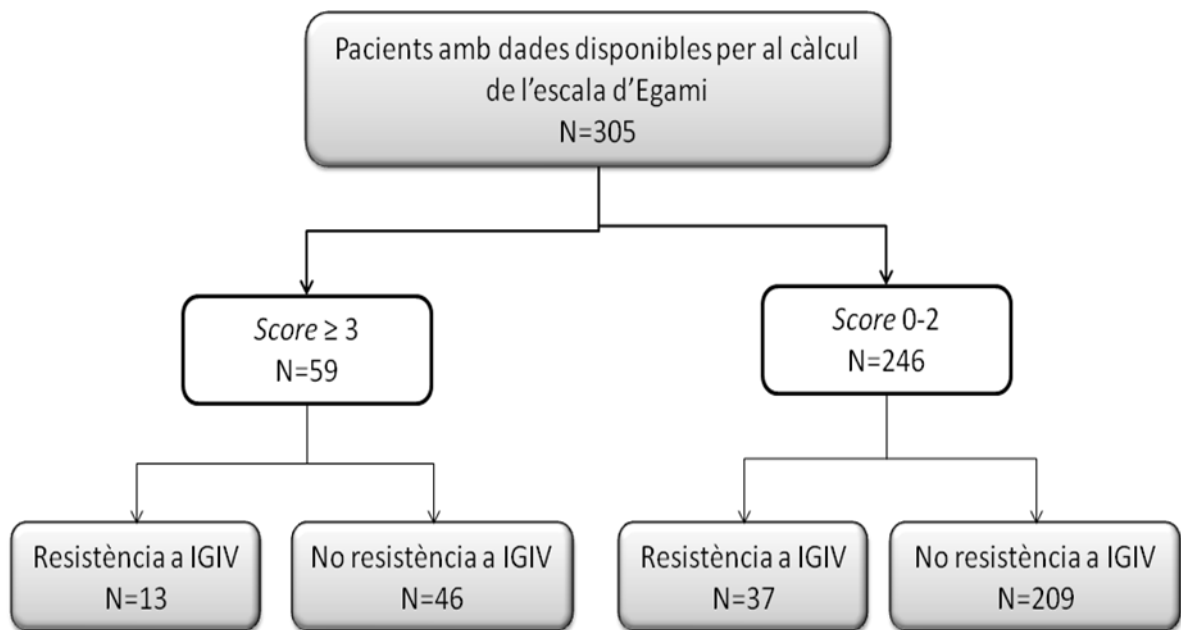 Pacients amb dades disponibles per al càlcul
de l'escala d'Egami
N=305
Score ≥ 3
N=59
Score 0-2
N=246
Resistència a IGIV
N=13
No resistència a IGIV
N=46
Resistència a IGIV
N=37
No resistència a IGIV
N=209